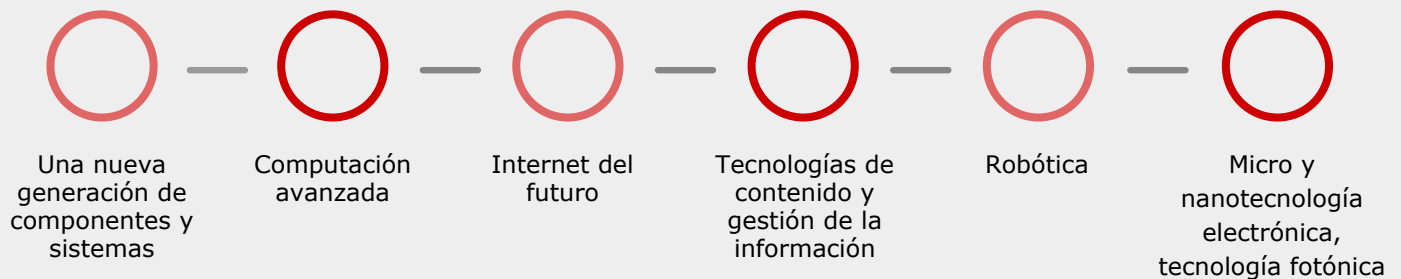 Una nueva
generación de
componentes y
sistemas
Computación
avanzada
Internet del
futuro
Tecnologías de
contenido y
gestión de la
información
Robótica
Micro y
nanotecnología
electrónica,
tecnología fotónica